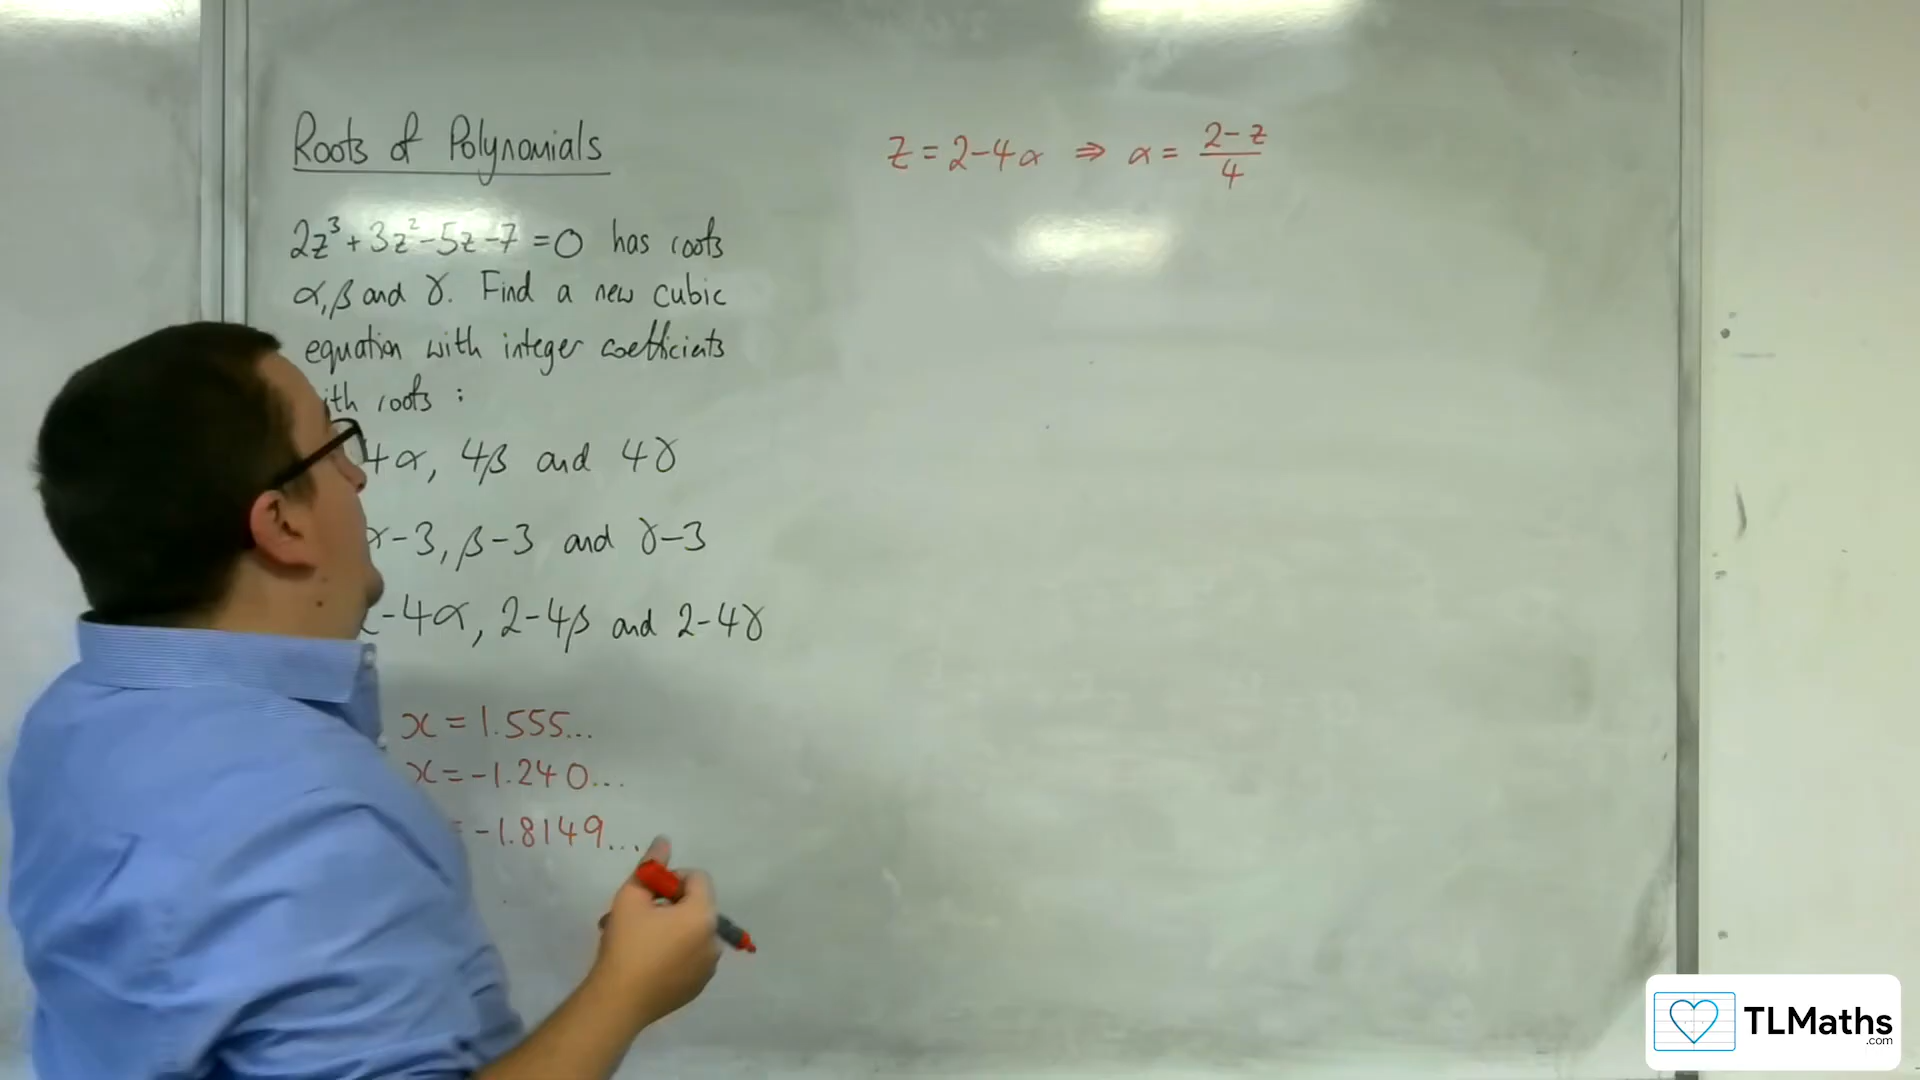 Roots of Polynomials
2z³+3z²-5z-7=0 has roots
α, β and γ. Find a new cubic
equation with integer coefficients
ith roots :
4α, 4β and 4γ
α-3, β-3 and γ-3
-4α, 2-4β and 2-4γ
x = 1.555...
x = -1.240...
= -1.8149...
z = 2-4α ⇒ α = (2-z)/4
TLMaths
.com